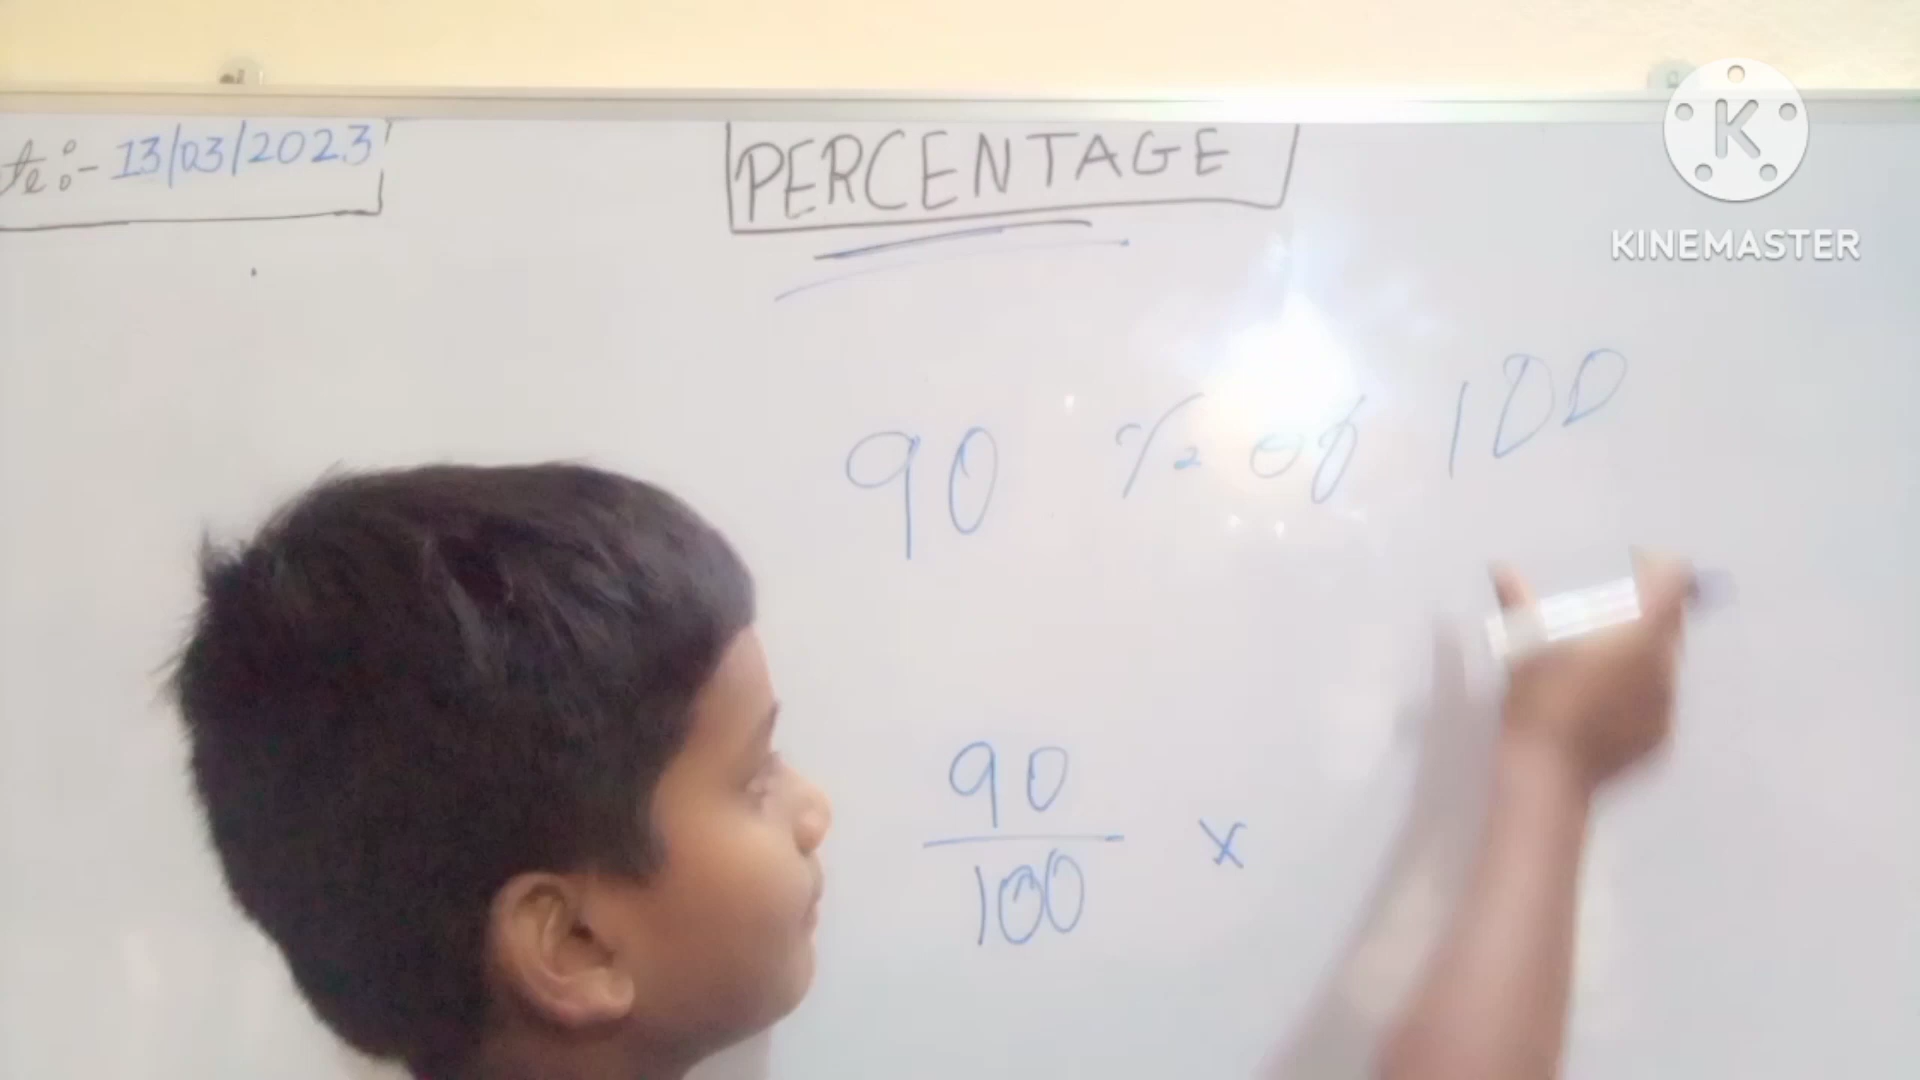 te:- 13/03/2023
PERCENTAGE
K
KINEMASTER
90 % of 100
90
100
x